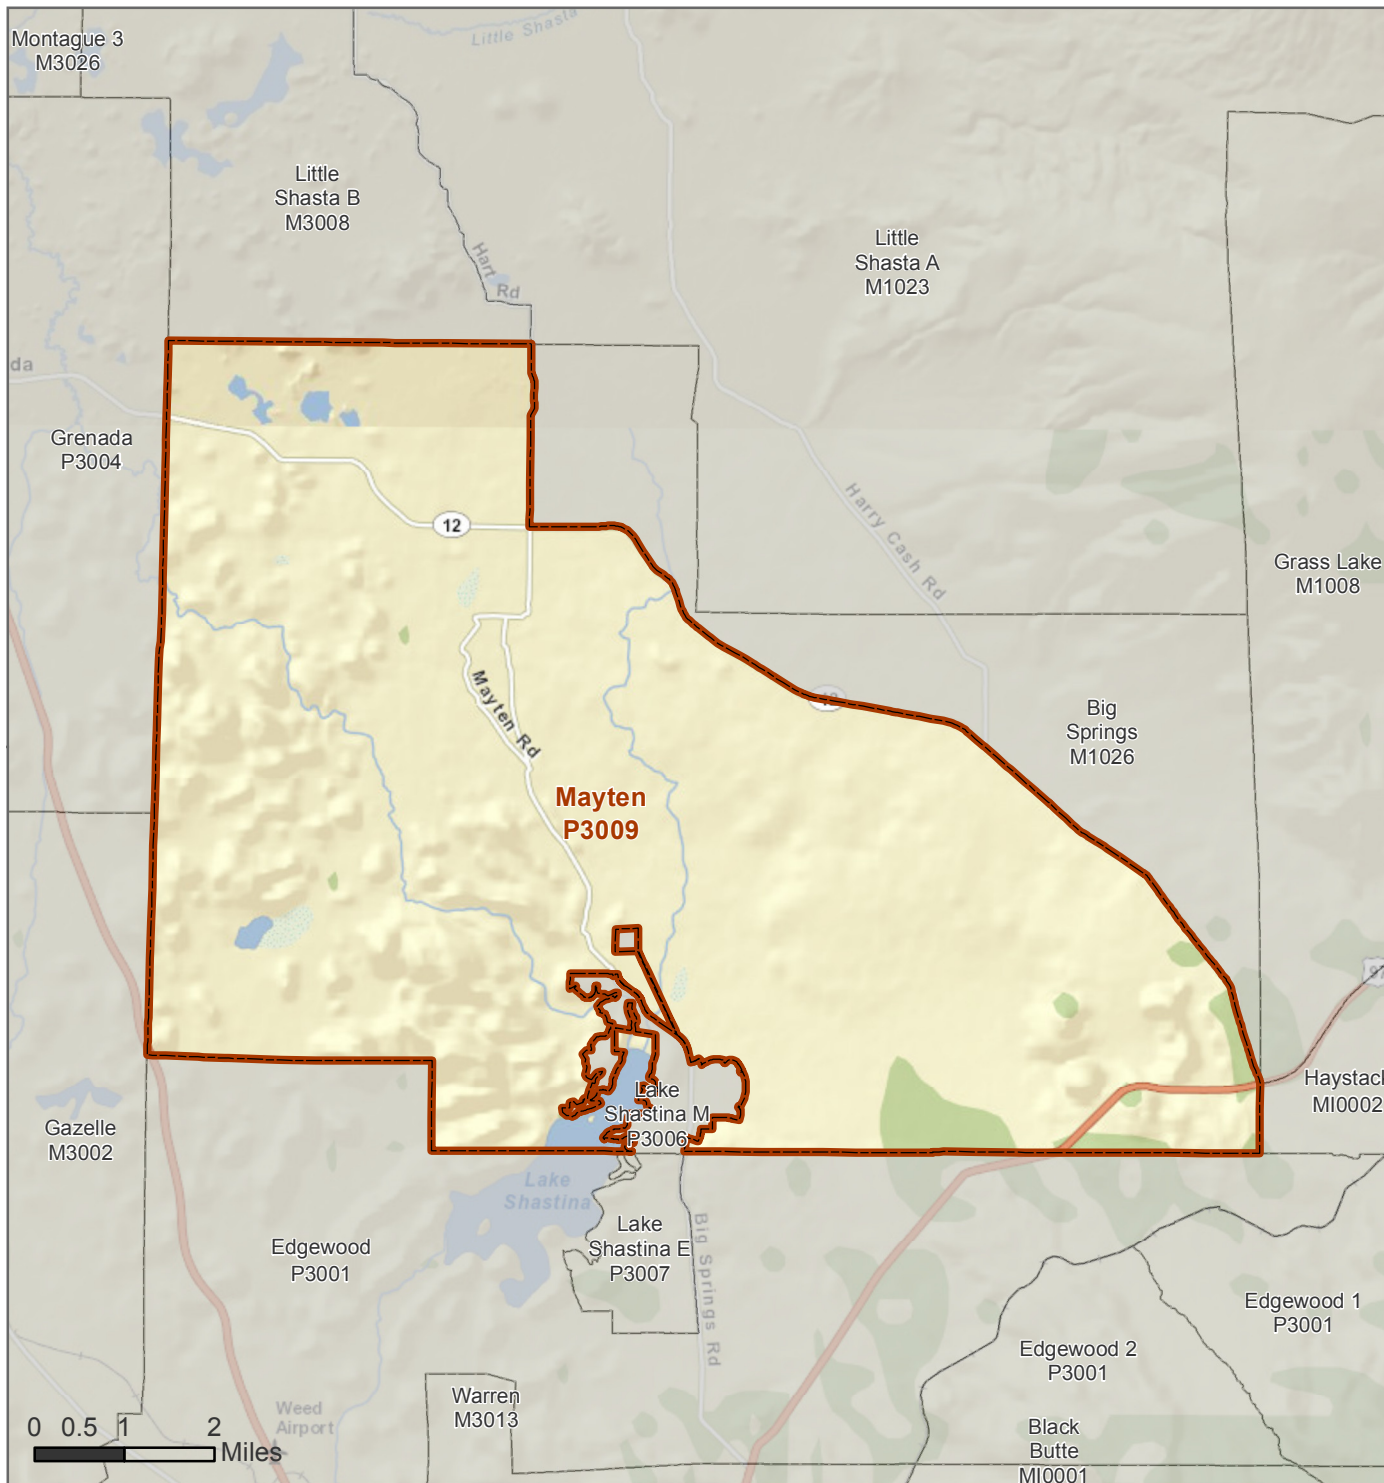 Montague 3
M3026
Little Shasta
Little
Shasta B
M3008
Hart Rd
Little
Shasta A
M1023
da
Grenada
P3004
12
Harry Cash Rd
Grass Lake
M1008
Mayten Rd
Big
Springs
M1026
Mayten
P3009
97
Haystack
MI0002
Lake
Shastina M
P3006
Gazelle
M3002
Lake
Shastina
Lake
Shastina E
P3007
Big Springs Rd
Edgewood
P3001
Edgewood 1
P3001
Edgewood 2
P3001
Warren
M3013
Weed
Airport
Black
Butte
MI0001
0 0.5 1 2
Miles